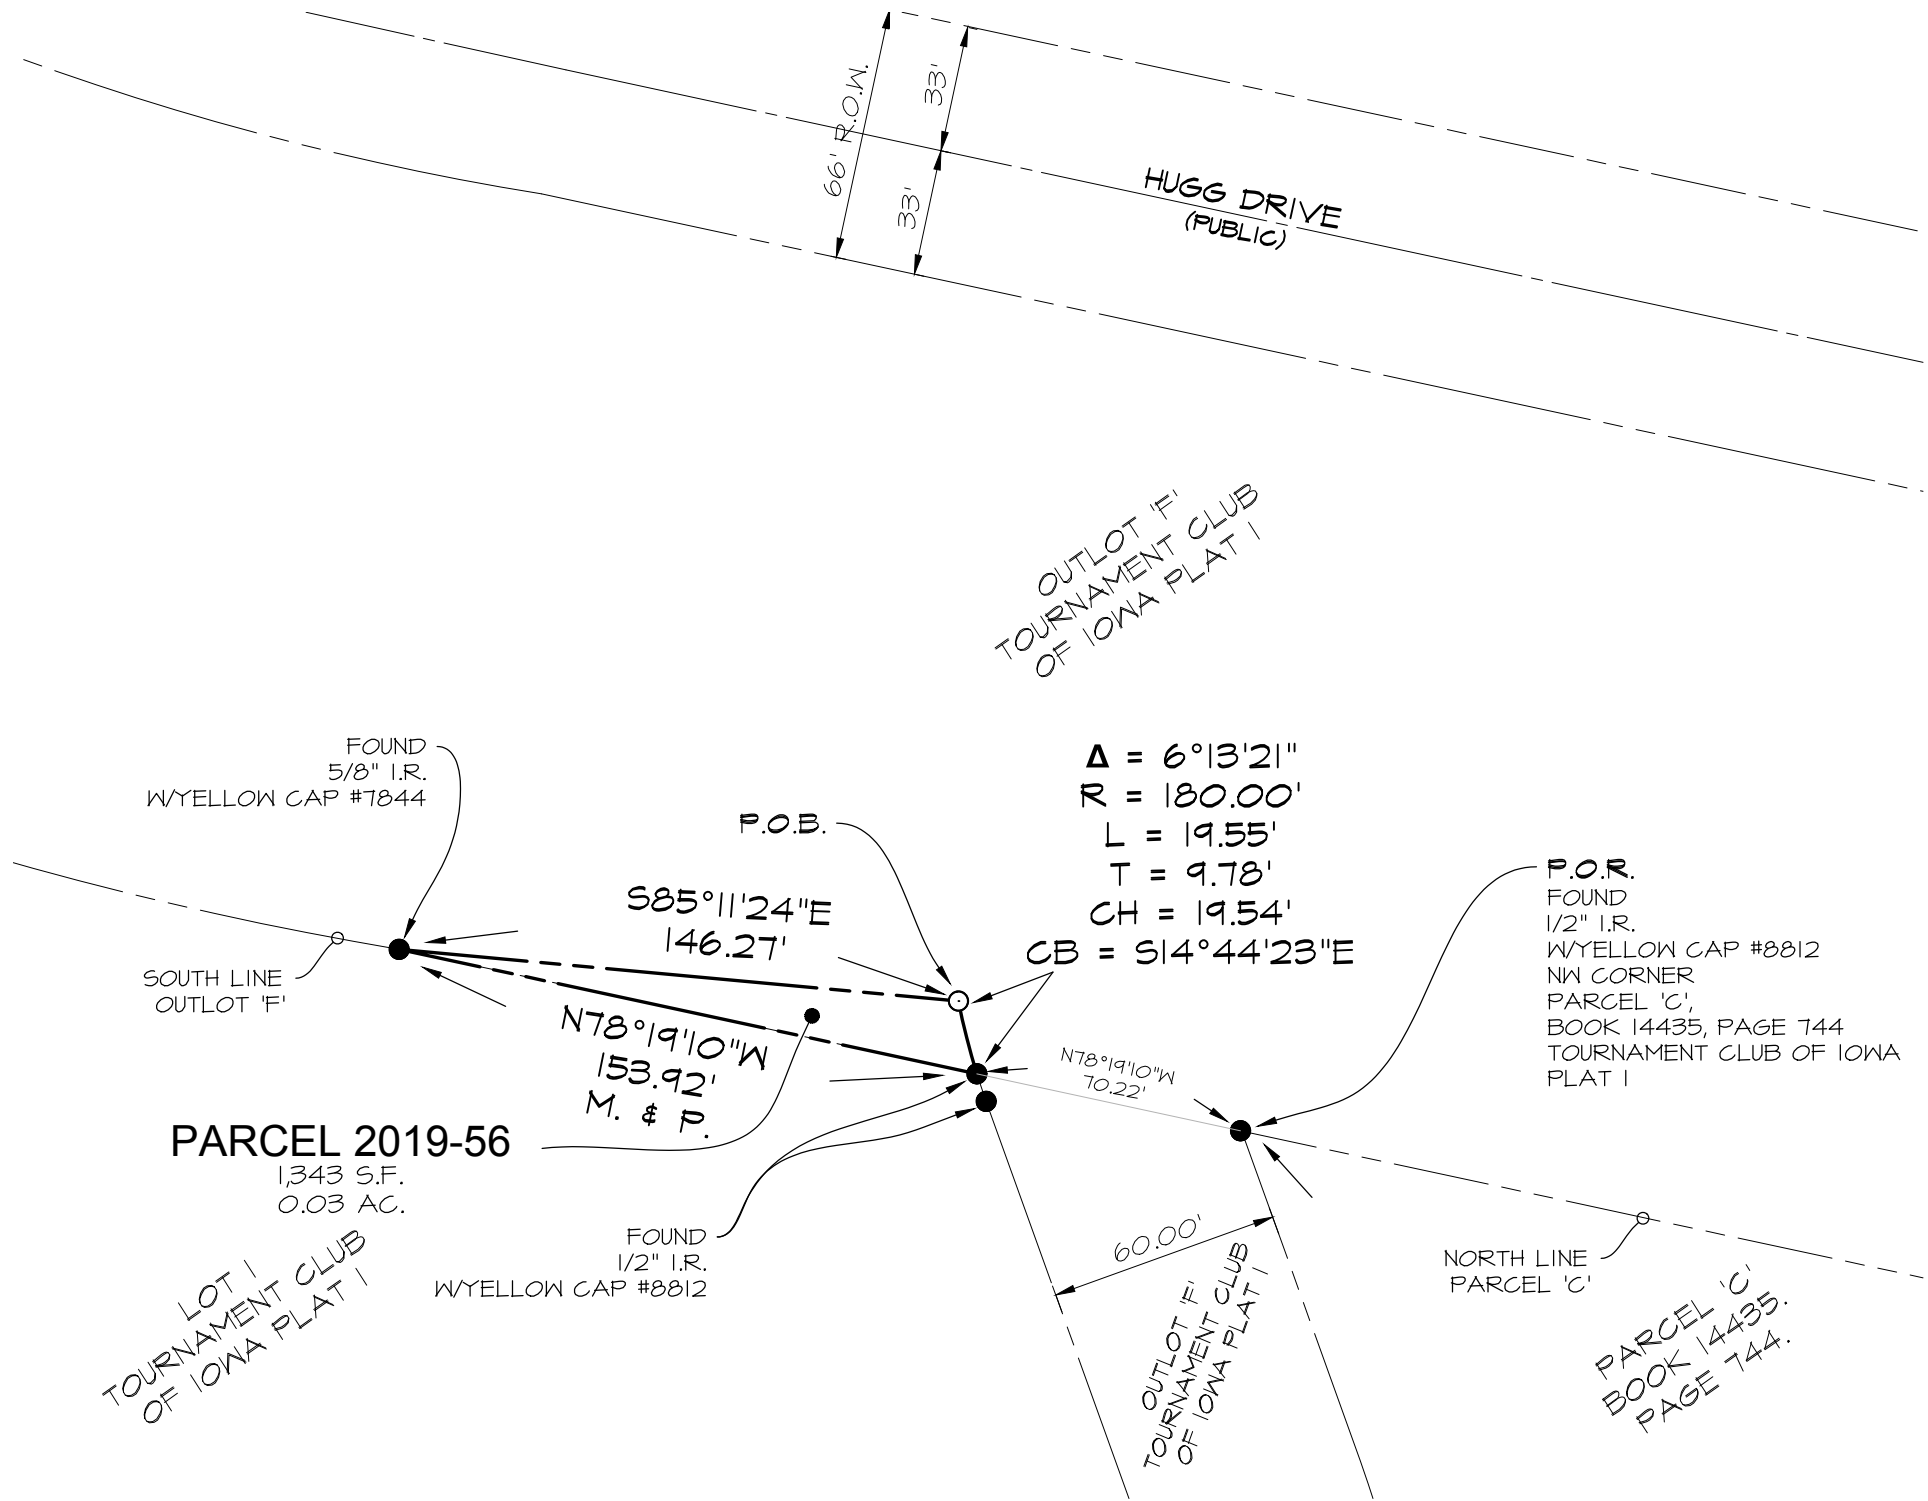 66' R.O.W.
33'
33'
HUGG DRIVE
(PUBLIC)
OUTLOT 'F'
TOURNAMENT CLUB
OF IOWA PLAT 1
FOUND
5/8" I.R.
W/YELLOW CAP #7844
P.O.B.
Δ = 6°13'21"
R = 180.00'
L = 19.55'
T = 9.78'
CH = 19.54'
CB = S14°44'23"E
P.O.R.
FOUND
1/2" I.R.
W/YELLOW CAP #8812
NW CORNER
PARCEL 'C',
BOOK 14435, PAGE 744
TOURNAMENT CLUB OF IOWA
PLAT 1
S85°11'24"E
146.27'
SOUTH LINE
OUTLOT 'F'
N78°19'10"W
153.92'
M. & P.
N78°19'10"W
70.22'
PARCEL 2019-56
1,343 S.F.
0.03 AC.
FOUND
1/2" I.R.
W/YELLOW CAP #8812
60.00'
LOT 1
TOURNAMENT CLUB
OF IOWA PLAT 1
OUTLOT 'F'
TOURNAMENT CLUB
OF IOWA PLAT 1
NORTH LINE
PARCEL 'C'
PARCEL 'C'
BOOK 14435.
PAGE 744.